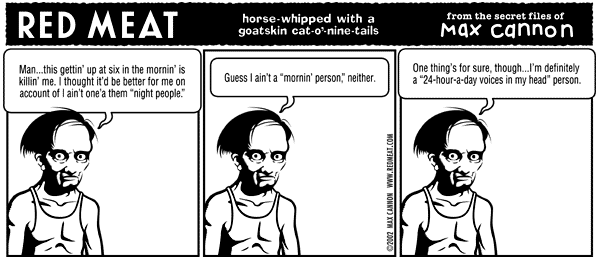 RED MEAT
horse-whipped with a
goatskin cat-o'-nine-tails
from the secret files of
Max cannon
Man...this gettin' up at six in the mornin' is
killin' me. I thought it'd be better for me on
account of I ain't one'a them "night people."
Guess I ain't a "mornin' person," neither.
©2002 MAX CANNON WWW.REDMEAT.COM
One thing's for sure, though...I'm definitely
a "24-hour-a-day voices in my head" person.